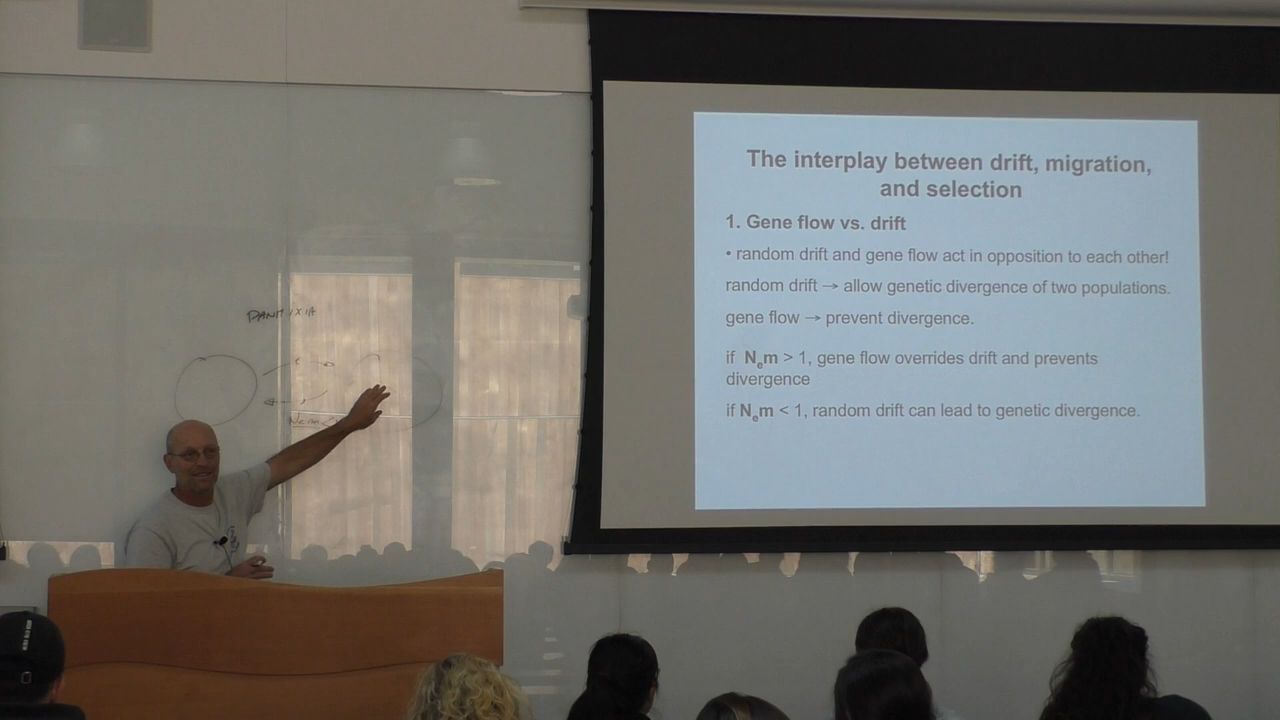 PANMIXIA
Nem
The interplay between drift, migration,
and selection
1. Gene flow vs. drift
• random drift and gene flow act in opposition to each other!
random drift → allow genetic divergence of two populations.
gene flow → prevent divergence.
if Nem > 1, gene flow overrides drift and prevents
divergence
if Nem < 1, random drift can lead to genetic divergence.